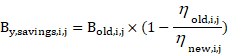 B_{y,savings,i,j} = B_{old,i,j} × (1 − η_{old,i,j} / η_{new,i,j})